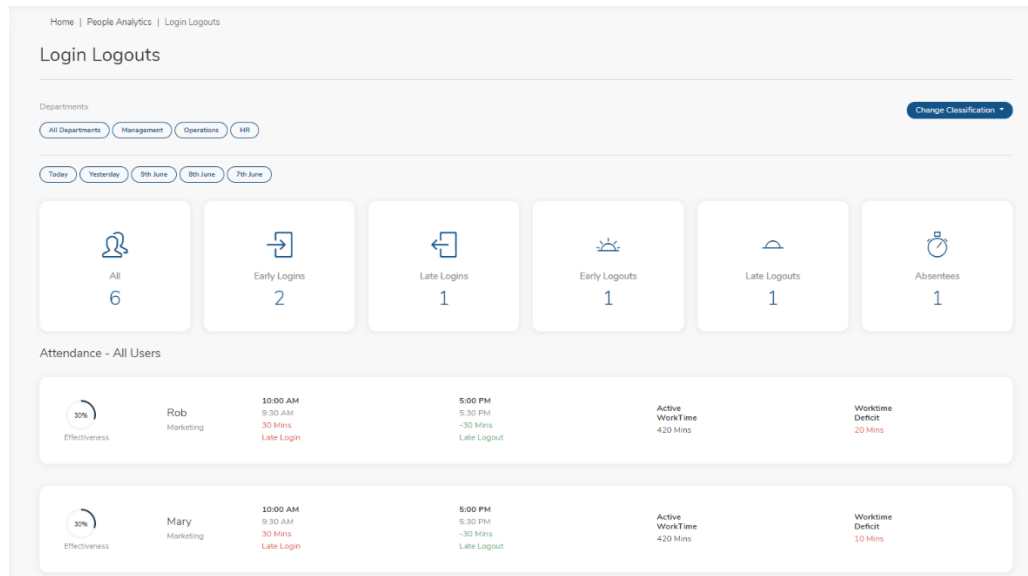 Home | People Analytics | Login Logouts
Login Logouts
Departments
Change Classification
All Departments Management Operations HR
Today Yesterday 9th June 8th June 7th June
All
6
Early Logins
2
Late Logins
1
Early Logouts
1
Late Logouts
1
Absentees
1
Attendance - All Users
30%
Effectiveness
Rob
Marketing
10:00 AM
9:30 AM
30 Mins
Late Login
5:00 PM
5:30 PM
-30 Mins
Late Logout
Active
WorkTime
420 Mins
Worktime
Deficit
20 Mins
30%
Effectiveness
Mary
Marketing
10:00 AM
9:30 AM
30 Mins
Late Login
5:00 PM
5:30 PM
-30 Mins
Late Logout
Active
WorkTime
420 Mins
Worktime
Deficit
10 Mins